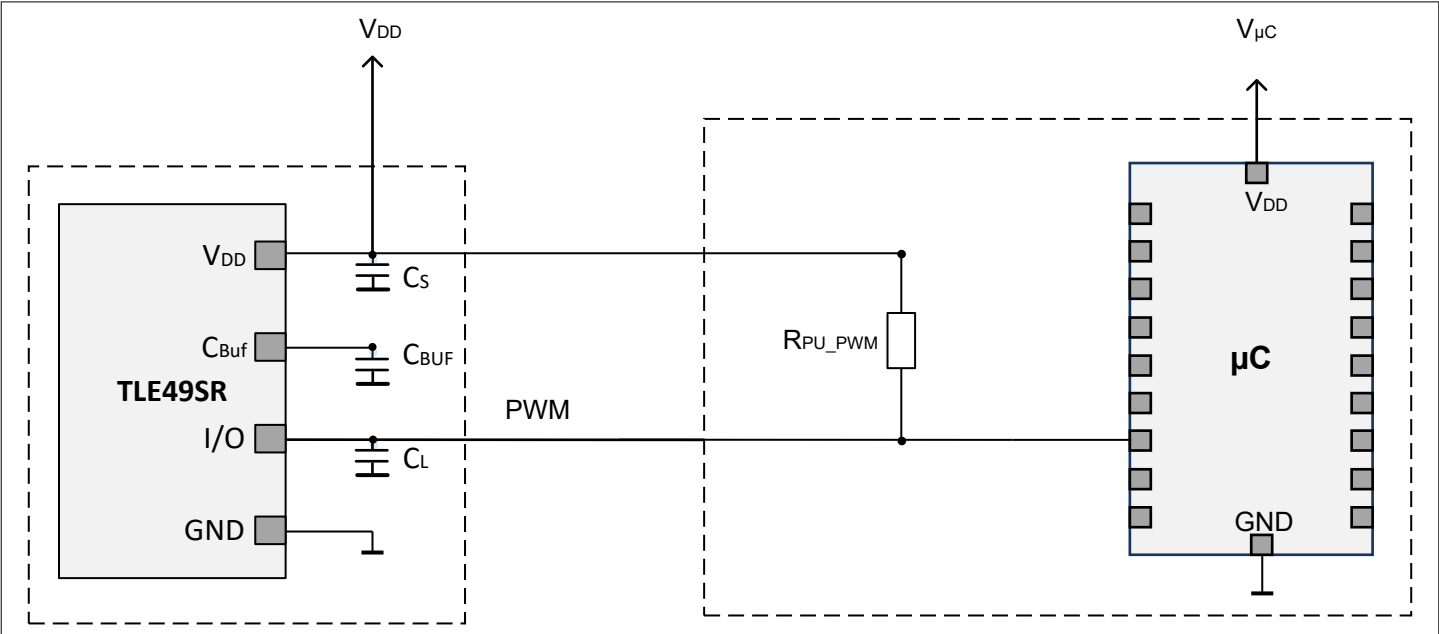 VDD
VµC
VDD
CS
CBuf
CBUF
TLE49SR
I/O
CL
GND
PWM
RPU_PWM
VDD
µC
GND